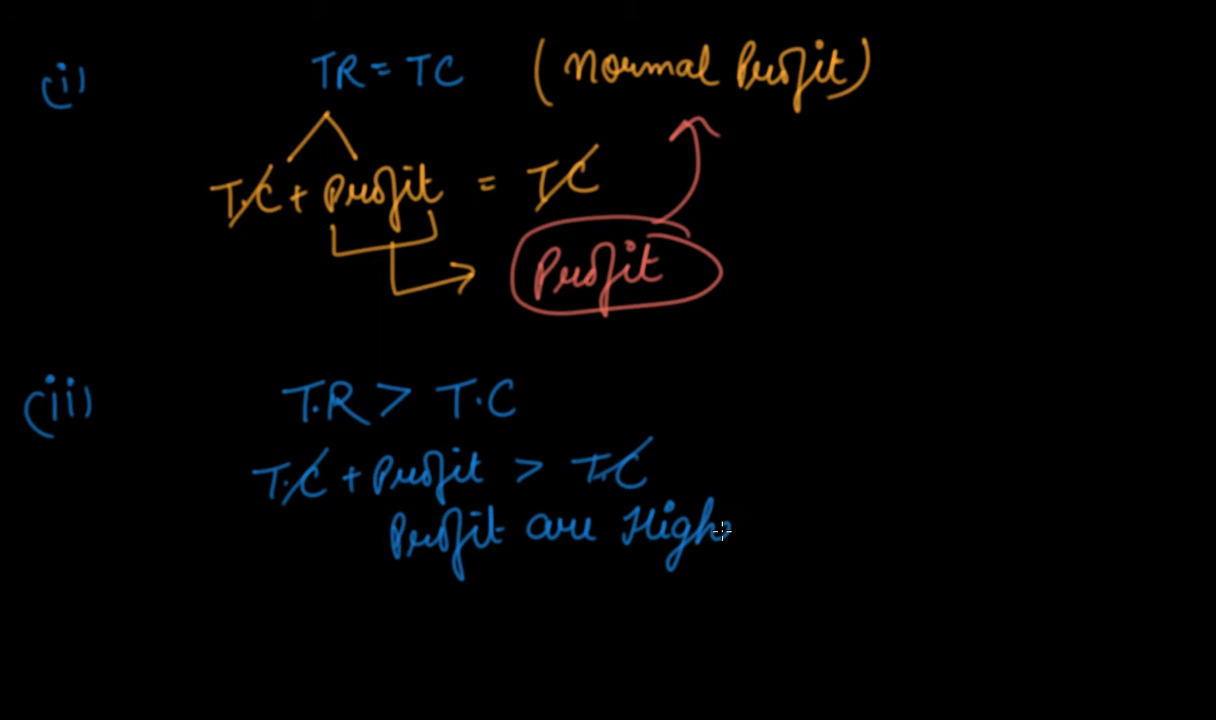 (i) TR = TC (Normal Profit)
T.C + Profit = TC
Profit
(ii) T.R > T.C
T.C + Profit > T.C
Profit are High